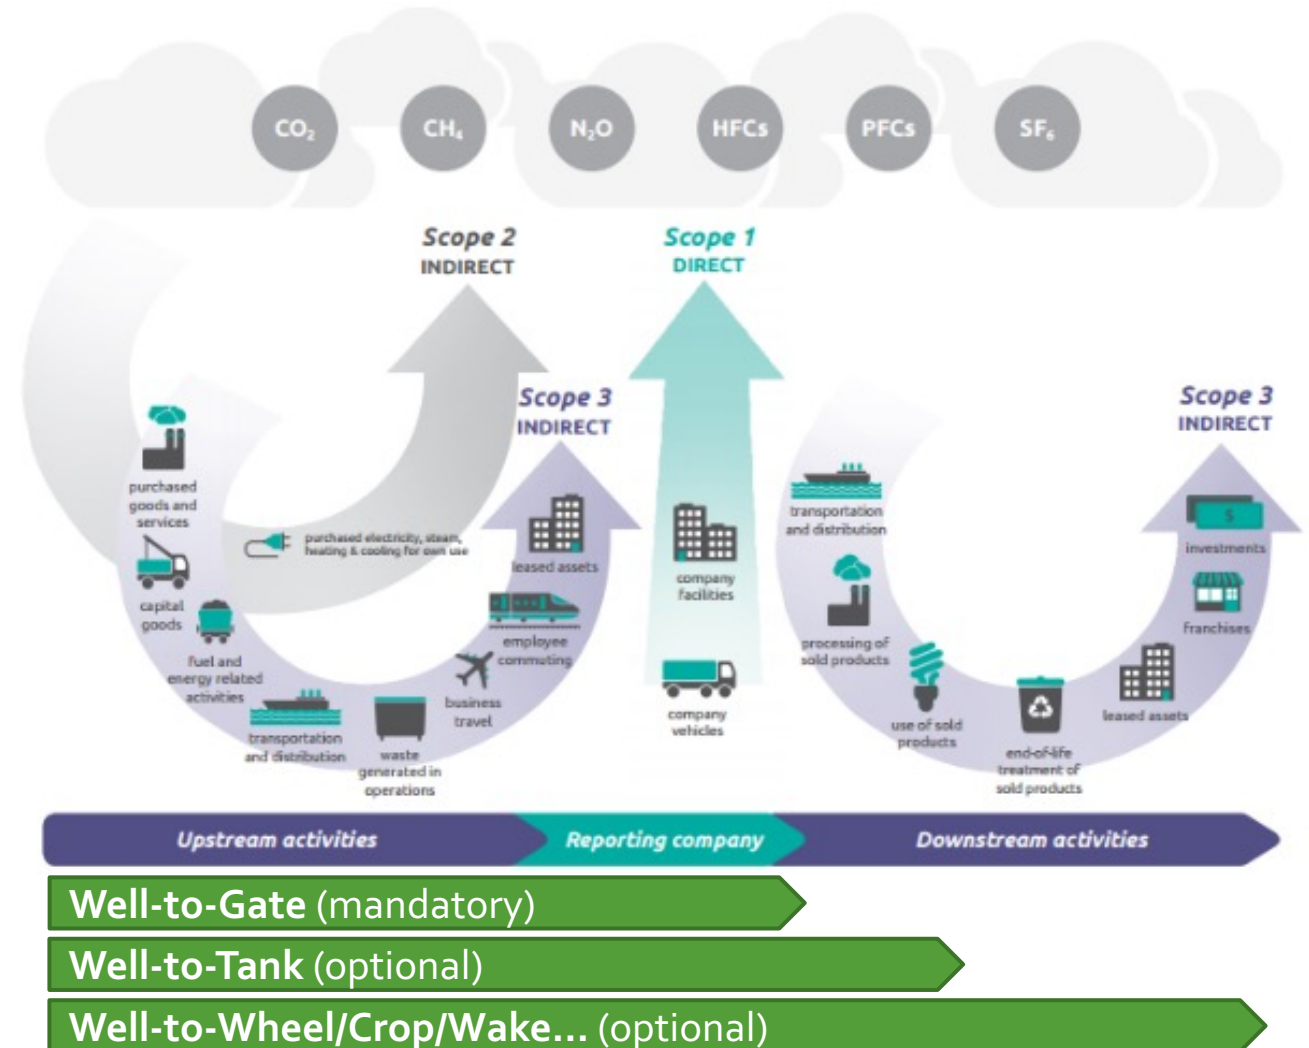 CO₂
CH₄
N₂O
HFCs
PFCs
SF₆
Scope 2
INDIRECT
Scope 1
DIRECT
Scope 3
INDIRECT
Scope 3
INDIRECT
purchased
goods and
services
capital
goods
fuel and
energy related
activities
purchased electricity, steam,
heating & cooling for own use
transportation
and distribution
waste
generated in
operations
business
travel
employee
commuting
leased assets
company
facilities
company
vehicles
transportation
and distribution
processing of
sold products
use of sold
products
end-of-life
treatment of
sold products
leased assets
franchises
$
investments
Upstream activities
Reporting company
Downstream activities
Well-to-Gate (mandatory)
Well-to-Tank (optional)
Well-to-Wheel/Crop/Wake... (optional)